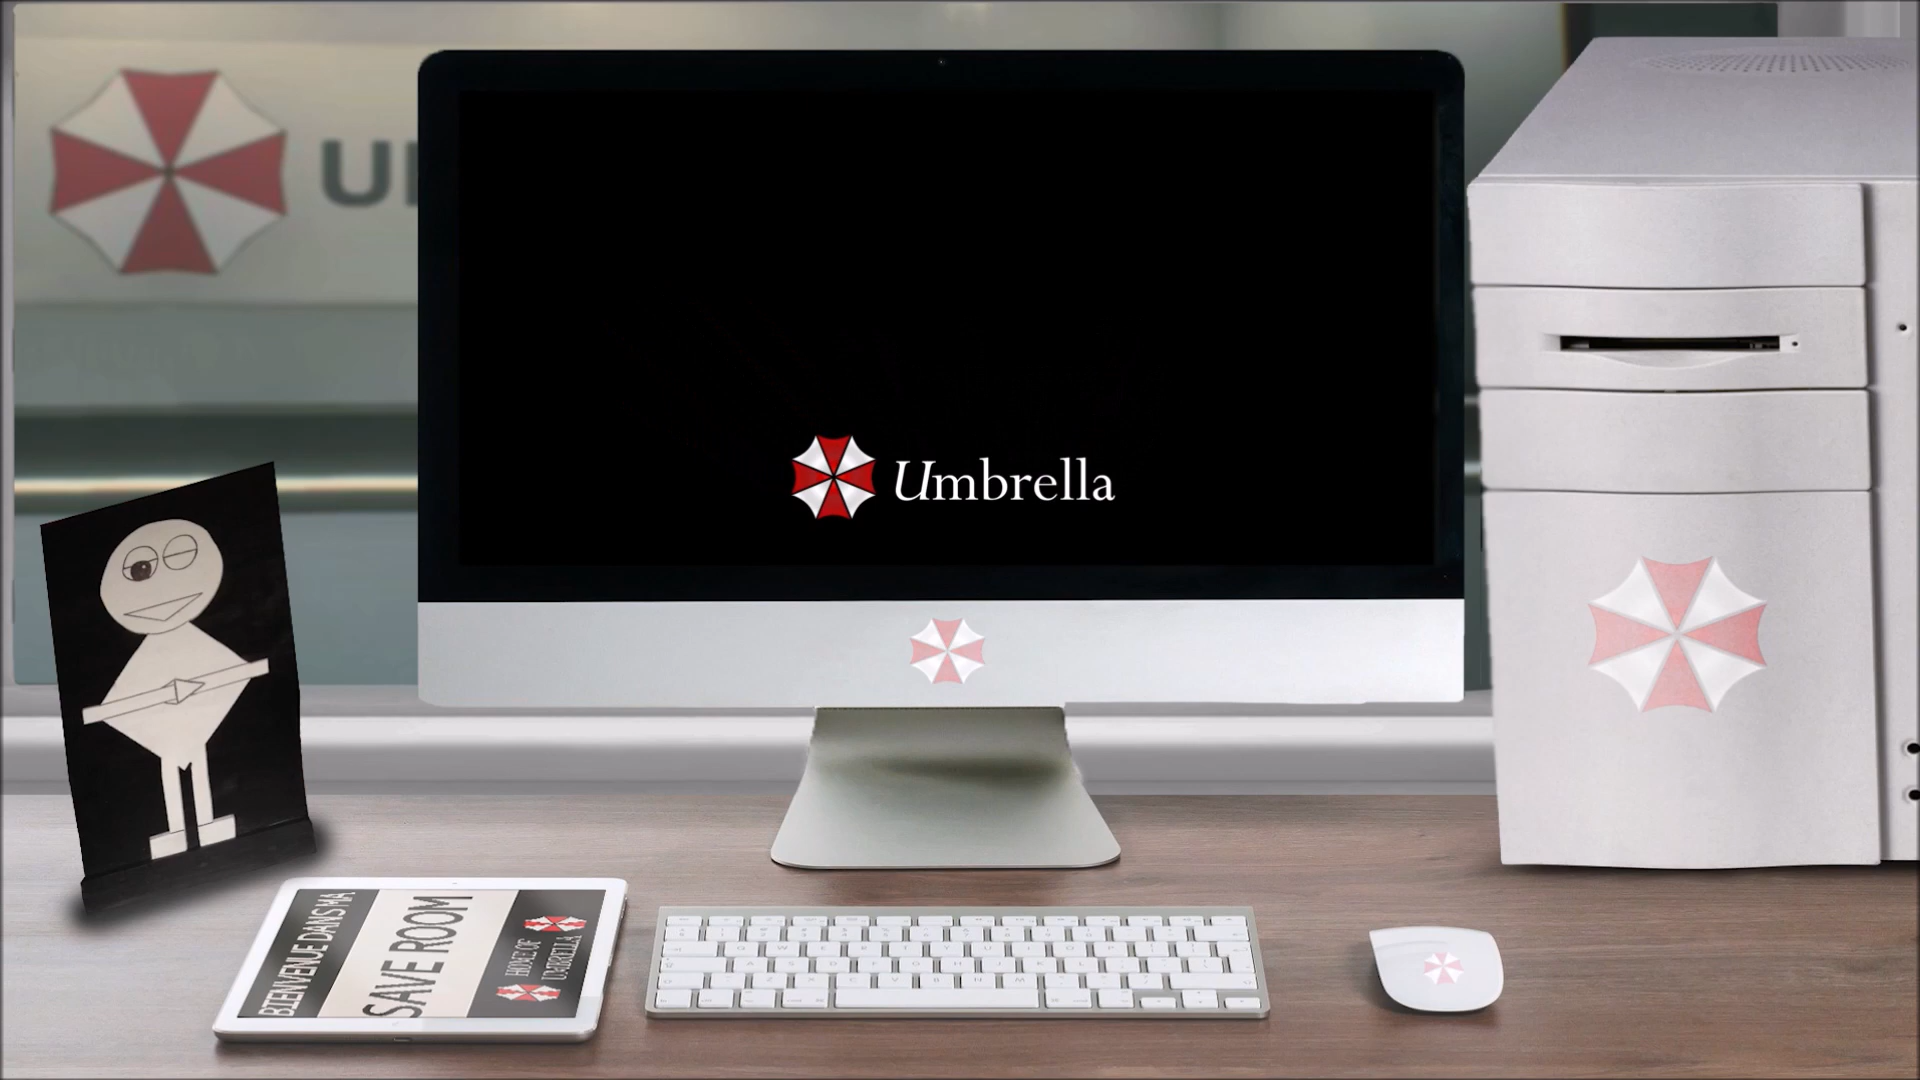 U
Umbrella
BIENVENUE DANS MA
SAVE ROOM
HOME OF
UMBRELLA